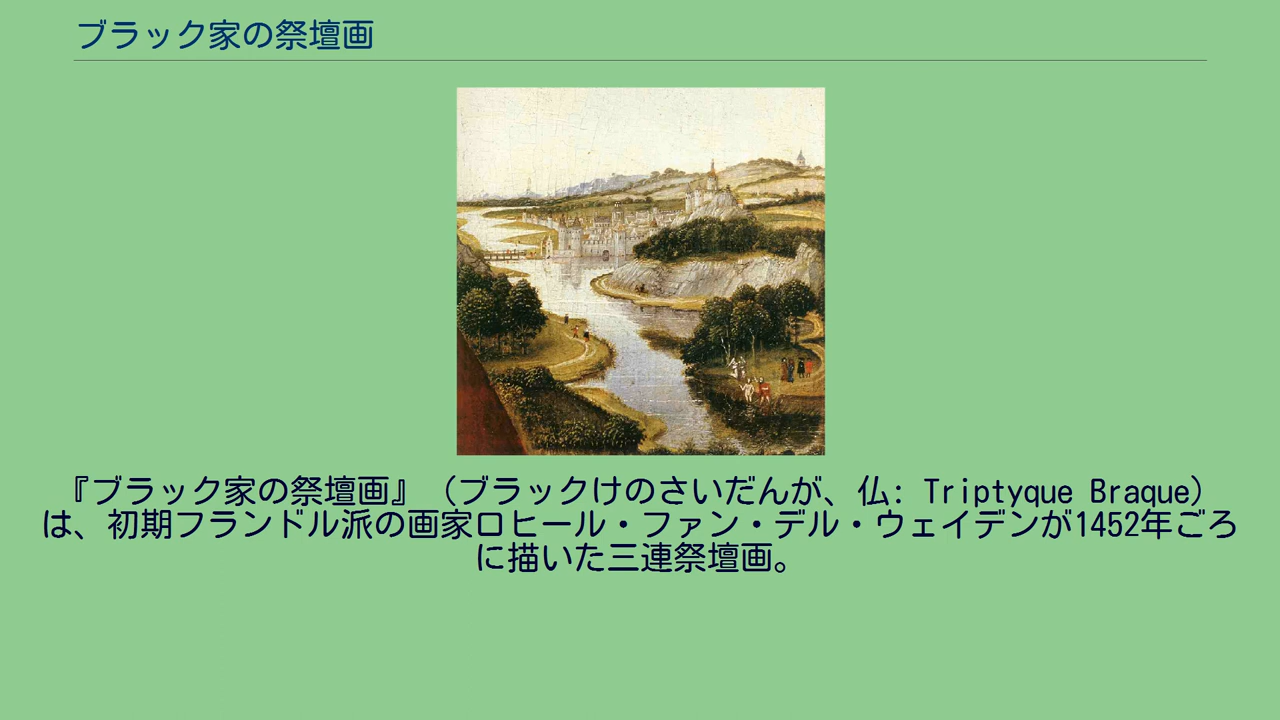 ブラック家の祭壇画
『ブラック家の祭壇画』（ブラックけのさいだんが、仏: Triptyque Braque）
は、初期フランドル派の画家ロヒール・ファン・デル・ウェイデンが1452年ごろ
に描いた三連祭壇画。